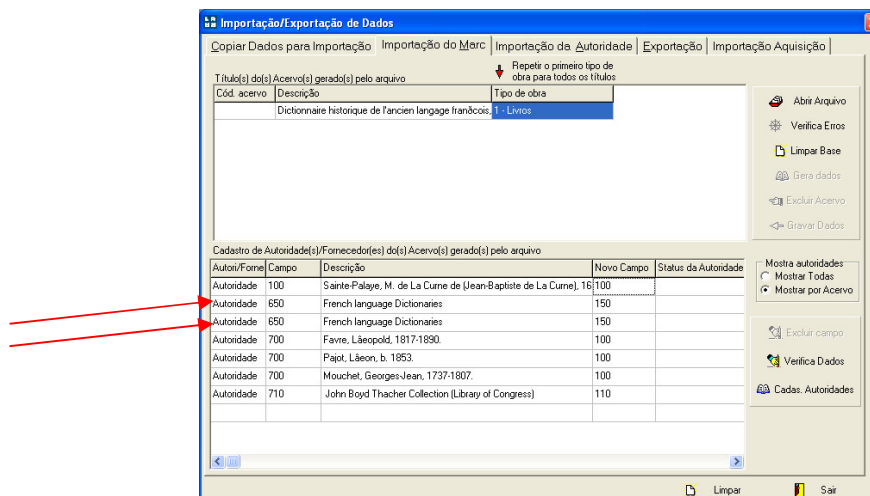 Importação/Exportação de Dados
Copiar Dados para Importação Importação do Marc Importação da Autoridade Exportação Importação Aquisição
Título(s) do(s) Acervo(s) gerado(s) pelo arquivo
Repetir o primeiro tipo de
obra para todos os títulos
Cód. acervo Descrição Tipo de obra
Dictionnaire historique de l'ancien langage franðcois, 1 - Livros
Abrir Arquivo
Verifica Erros
Limpar Base
Gera dados
Excluir Acervo
Gravar Dados
Cadastro de Autoridade(s)/Fornecedor(es) do(s) Acervo(s) gerado(s) pelo arquivo
Autori/Forne Campo Descrição Novo Campo Status da Autoridade
Autoridade 100 Sainte-Palaye, M. de La Curne de (Jean-Baptiste de La Curne), 16 100
Autoridade 650 French language Dictionaries 150
Autoridade 650 French language Dictionaries 150
Autoridade 700 Favre, Lâeopold, 1817-1890. 100
Autoridade 700 Pajot, Lâeon, b. 1853. 100
Autoridade 700 Mouchet, Georges-Jean, 1737-1807. 100
Autoridade 710 John Boyd Thacher Collection (Library of Congress) 110
Mostra autoridades
Mostrar Todas
Mostrar por Acervo
Excluir campo
Verifica Dados
Cadas. Autoridades
Limpar Sair